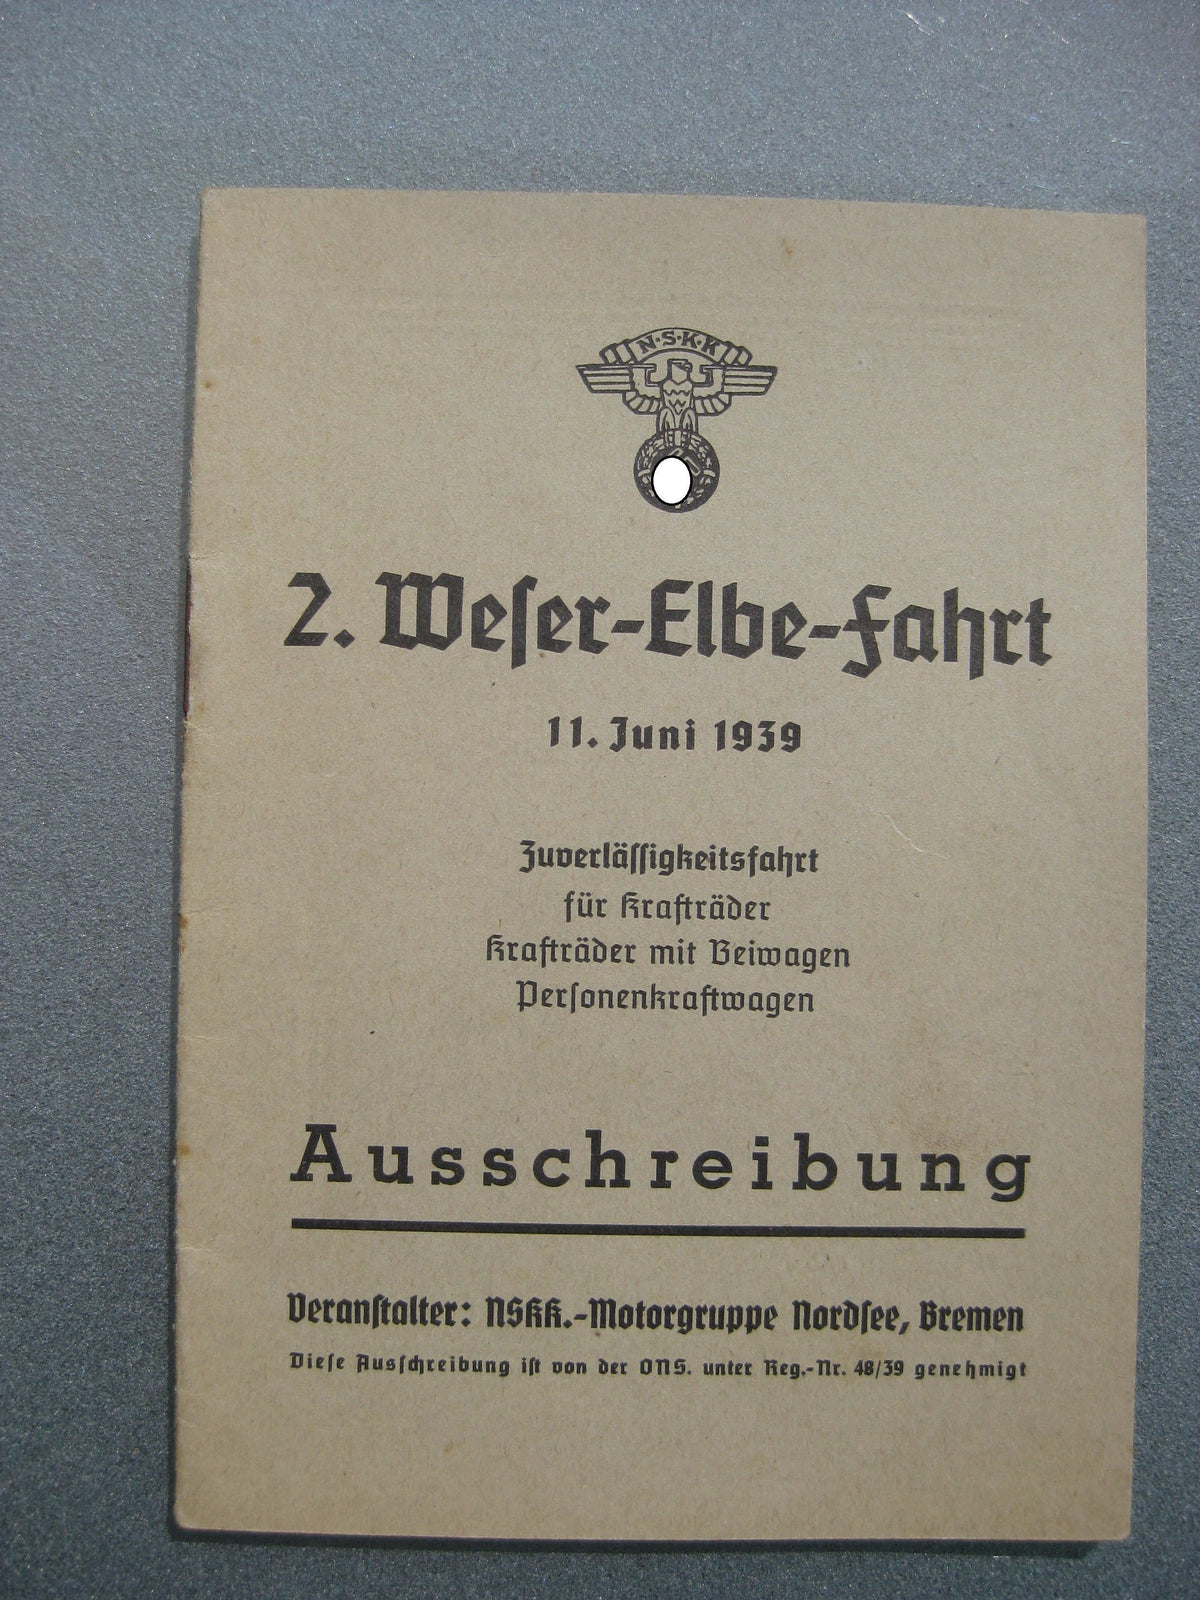 N·S·K·K
2. Weſer-Elbe-Fahrt
11. Juni 1939
Zuverläſſigkeitsfahrt
für Krafträder
Krafträder mit Beiwagen
Perſonenkraftwagen
Ausschreibung
Veranſtalter: NSKK.-Motorgruppe Nordſee, Bremen
Dieſe Ausſchreibung iſt von der ONS. unter Reg.-Nr. 48/39 genehmigt